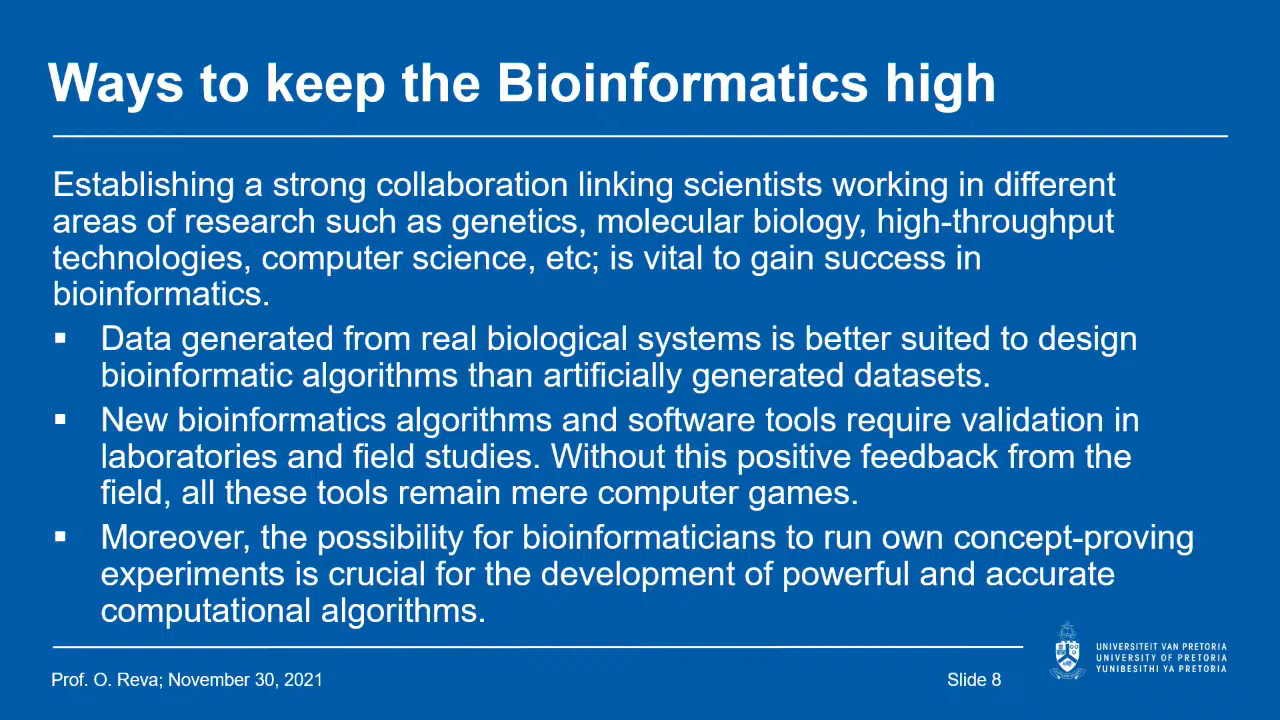 Ways to keep the Bioinformatics high
Establishing a strong collaboration linking scientists working in different
areas of research such as genetics, molecular biology, high-throughput
technologies, computer science, etc; is vital to gain success in
bioinformatics.
▪ Data generated from real biological systems is better suited to design
bioinformatic algorithms than artificially generated datasets.
▪ New bioinformatics algorithms and software tools require validation in
laboratories and field studies. Without this positive feedback from the
field, all these tools remain mere computer games.
▪ Moreover, the possibility for bioinformaticians to run own concept-proving
experiments is crucial for the development of powerful and accurate
computational algorithms.
Prof. O. Reva; November 30, 2021
Slide 8
UNIVERSITEIT VAN PRETORIA
UNIVERSITY OF PRETORIA
YUNIBESITHI YA PRETORIA